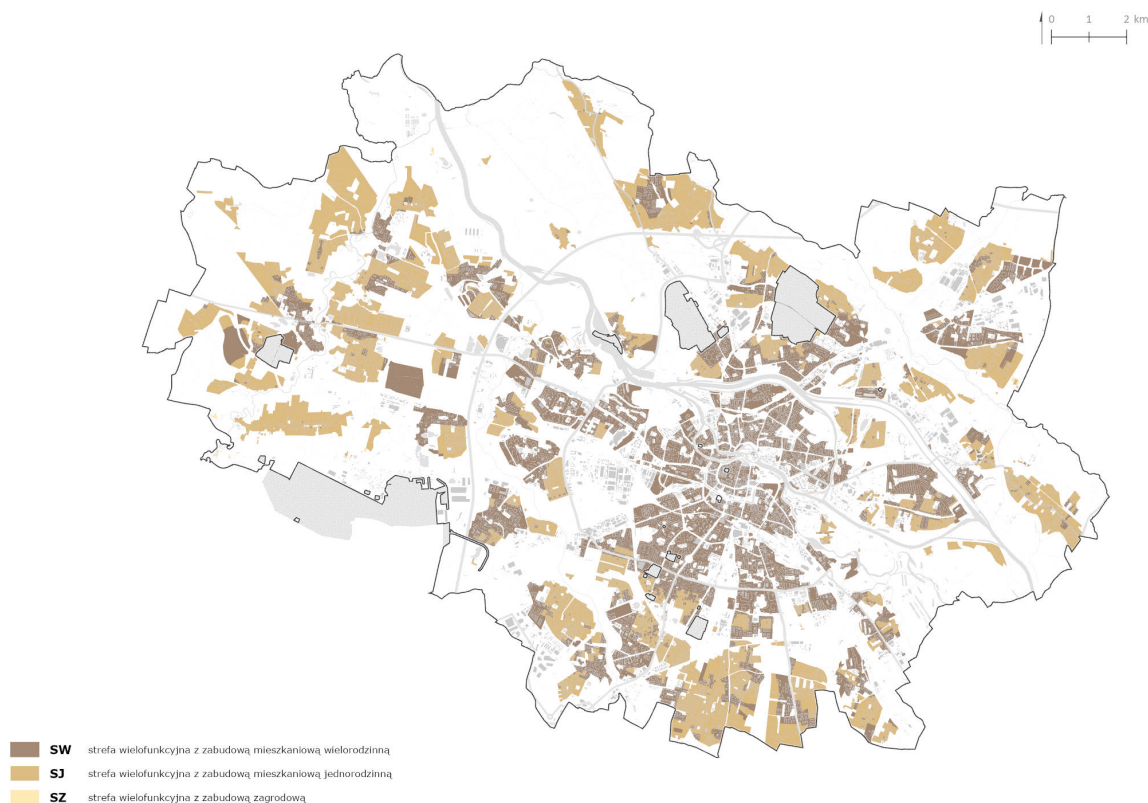 0 1 2 km
SW strefa wielofunkcyjna z zabudową mieszkaniową wielorodzinną
SJ strefa wielofunkcyjna z zabudową mieszkaniową jednorodzinną
SZ strefa wielofunkcyjna z zabudową zagrodową